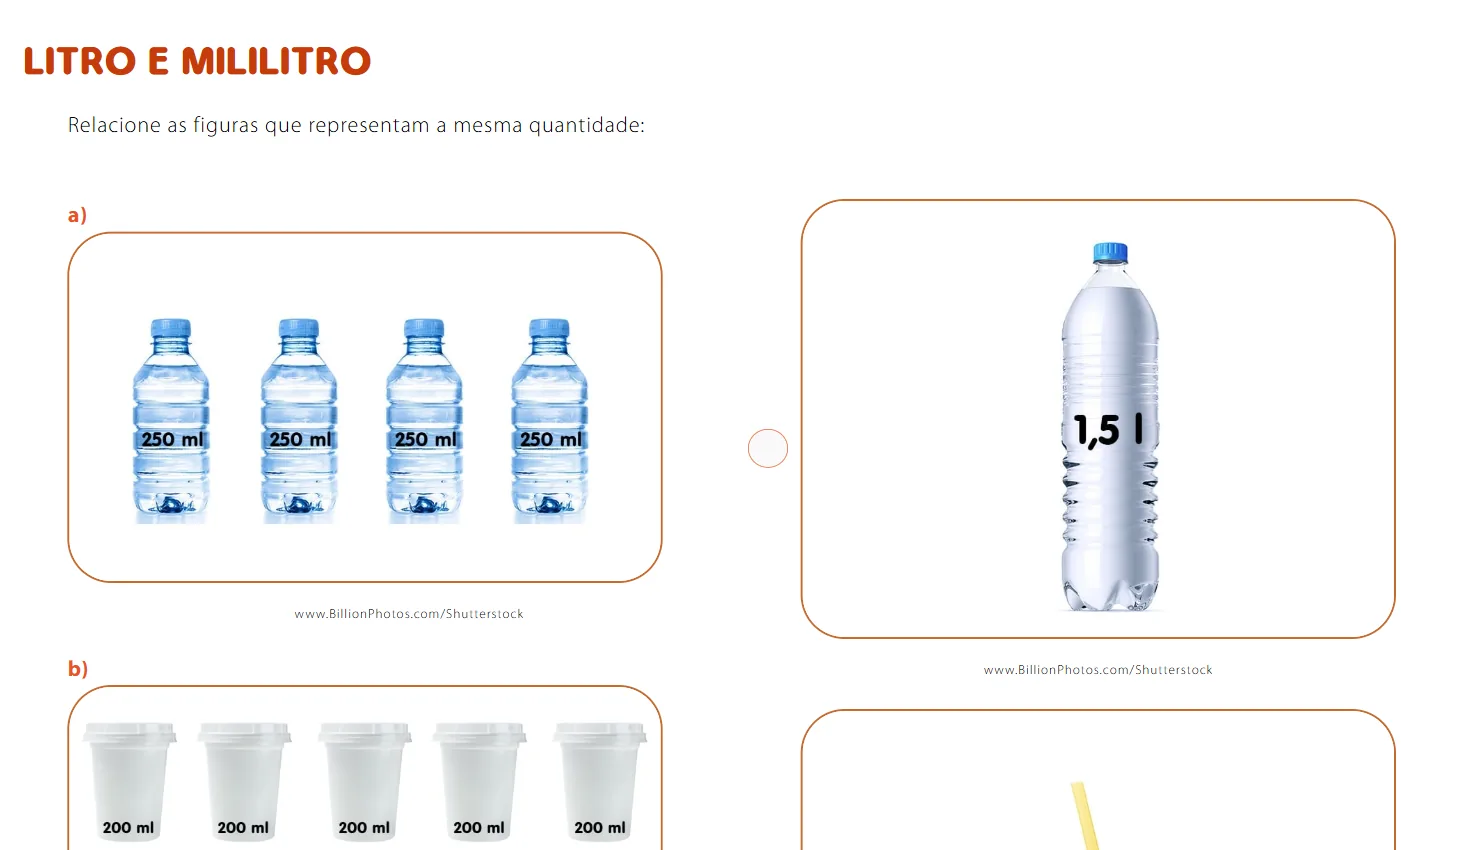 LITRO E MILILITRO
Relacione as figuras que representam a mesma quantidade:
a)
250 ml 250 ml 250 ml 250 ml
1,5 l
www.BillionPhotos.com/Shutterstock
www.BillionPhotos.com/Shutterstock
b)
200 ml 200 ml 200 ml 200 ml 200 ml